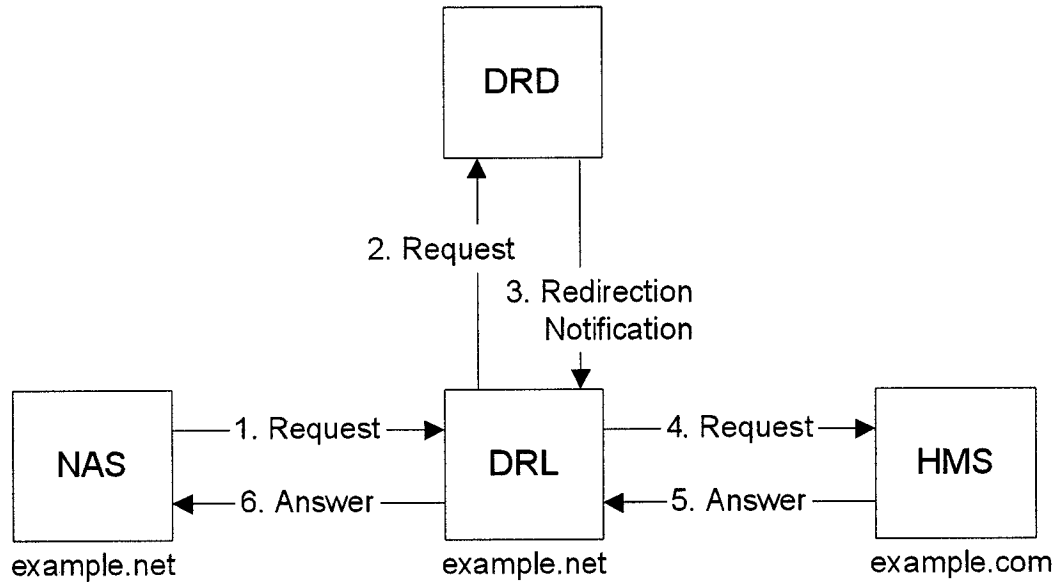 DRD
2. Request
3. Redirection
Notification
NAS
1. Request
6. Answer
DRL
4. Request
5. Answer
HMS
example.net
example.net
example.com